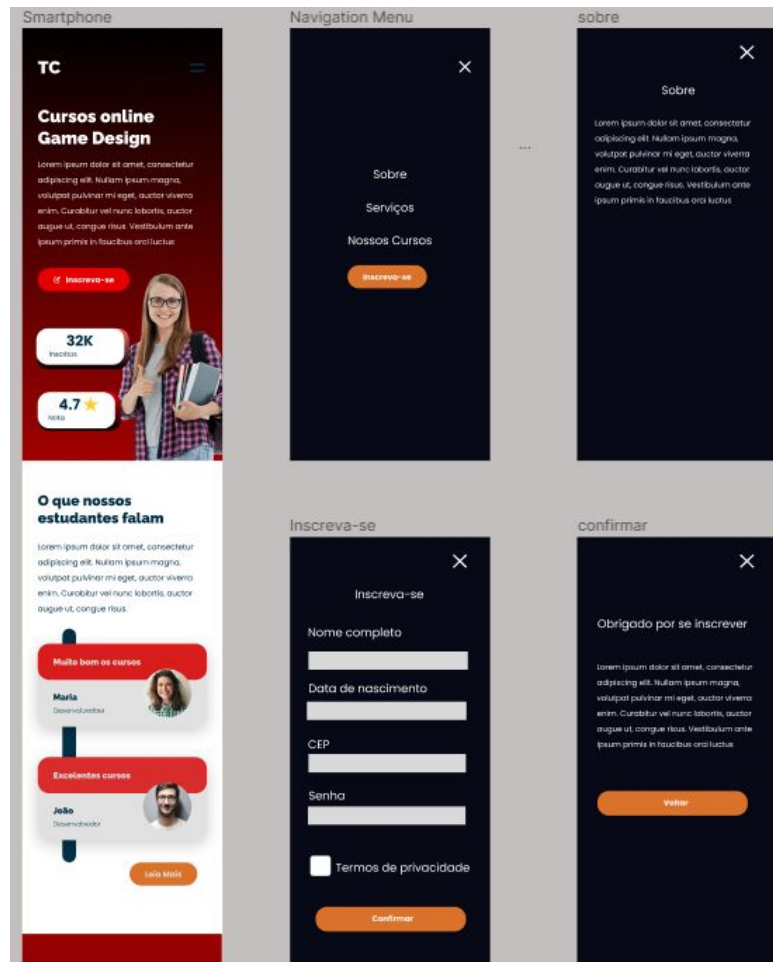 Smartphone
TC
Cursos online
Game Design
Lorem ipsum dolor sit amet, consectetur
adipiscing elit. Nullam ipsum magna,
volutpat pulvinar mi eget, auctor viverra
enim. Curabitur vel nunc lobortis, auctor
augue ut, congue risus. Vestibulum ante
ipsum primis in faucibus orci luctus
Inscreva-se
32K
Inscritos
4.7
Nota
O que nossos
estudantes falam
Lorem ipsum dolor sit amet, consectetur
adipiscing elit. Nullam ipsum magna,
volutpat pulvinar mi eget, auctor viverra
enim. Curabitur vel nunc lobortis, auctor
augue ut, congue risus.
Muito bom os cursos
Maria
Desenvolvedora
Excelentes cursos
João
Desenvolvedor
Leia Mais
Navigation Menu
Sobre
Serviços
Nossos Cursos
Inscreva-se
...
sobre
Sobre
Lorem ipsum dolor sit amet, consectetur
adipiscing elit. Nullam ipsum magna,
volutpat pulvinar mi eget, auctor viverra
enim. Curabitur vel nunc lobortis, auctor
augue ut, congue risus. Vestibulum ante
ipsum primis in faucibus orci luctus
Inscreva-se
Inscreva-se
Nome completo
Data de nascimento
CEP
Senha
Termos de privacidade
Confirmar
confirmar
Obrigado por se inscrever
Lorem ipsum dolor sit amet, consectetur
adipiscing elit. Nullam ipsum magna,
volutpat pulvinar mi eget, auctor viverra
enim. Curabitur vel nunc lobortis, auctor
augue ut, congue risus. Vestibulum ante
ipsum primis in faucibus orci luctus
Voltar